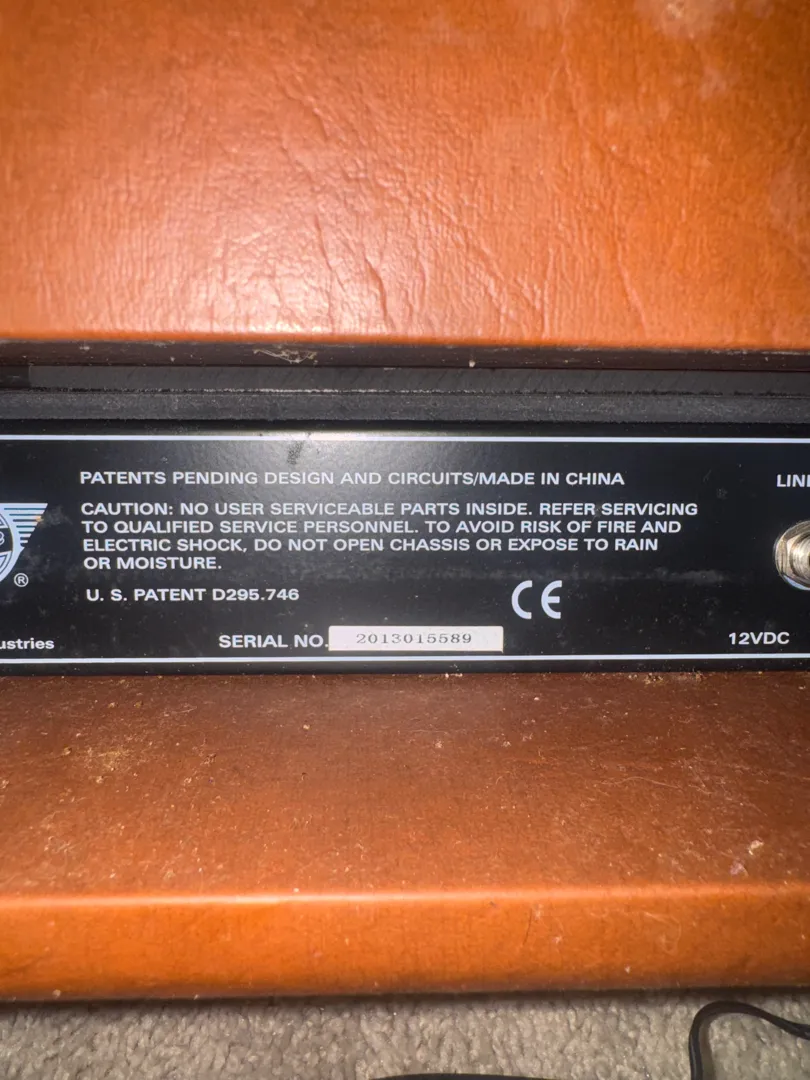 PATENTS PENDING DESIGN AND CIRCUITS/MADE IN CHINA
CAUTION: NO USER SERVICEABLE PARTS INSIDE. REFER SERVICING
TO QUALIFIED SERVICE PERSONNEL. TO AVOID RISK OF FIRE AND
ELECTRIC SHOCK, DO NOT OPEN CHASSIS OR EXPOSE TO RAIN
OR MOISTURE.
®
U. S. PATENT D295.746
CE
ustries
SERIAL NO. 2013015589
12VDC